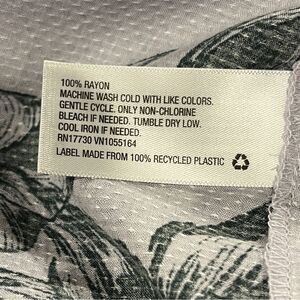 100% RAYON
MACHINE WASH COLD WITH LIKE COLORS.
GENTLE CYCLE. ONLY NON-CHLORINE
BLEACH IF NEEDED. TUMBLE DRY LOW.
COOL IRON IF NEEDED.
RN17730 VN1055164
LABEL MADE FROM 100% RECYCLED PLASTIC